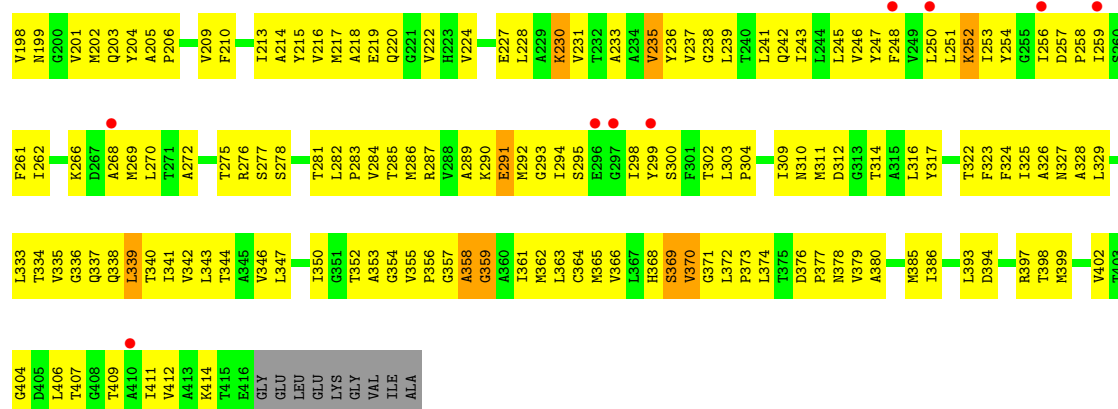 V198 N199 G200 V201 M202 Q203 Y204 A205 P206 V209 F210 I213 A214 Y215 V216 M217 A218 E219 Q220 G221 V222 H223 V224 E227 L228 A229 K230 V231 T232 A233 A234 V235 Y236 V237 G238 L239 T240 L241 Q242 I243 L244 L245 V246 Y247 F248 V249 L250 L251 K252 I253 Y254 G255 I256 D257 P258 I259 S260
F261 I262 K266 D267 A268 M269 L270 T271 A272 T275 R276 S277 S278 T281 L282 P283 V284 T285 M286 R287 V288 A289 K290 E291 M292 G293 I294 S295 E296 G297 I298 Y299 S300 F301 T302 L303 P304 I309 N310 M311 D312 G313 T314 A315 L316 Y317 T322 F323 F324 I325 A326 N327 A328 L329
L333 T334 V335 G336 Q337 Q338 L339 T340 I341 V342 L343 T344 A345 V346 L347 I350 G351 T352 A353 G354 V355 P356 G357 A358 G359 A360 I361 M362 L363 C364 M365 V366 L367 H368 S369 V370 G371 L372 P373 L374 T375 D376 P377 N378 V379 A380 M385 I386 L393 D394 R397 T398 M399 V402 T403
G404 D405 L406 T407 G408 T409 A410 I411 V412 A413 K414 T415 E416 GLY GLU LEU GLU LYS GLY VAL ILE ALA